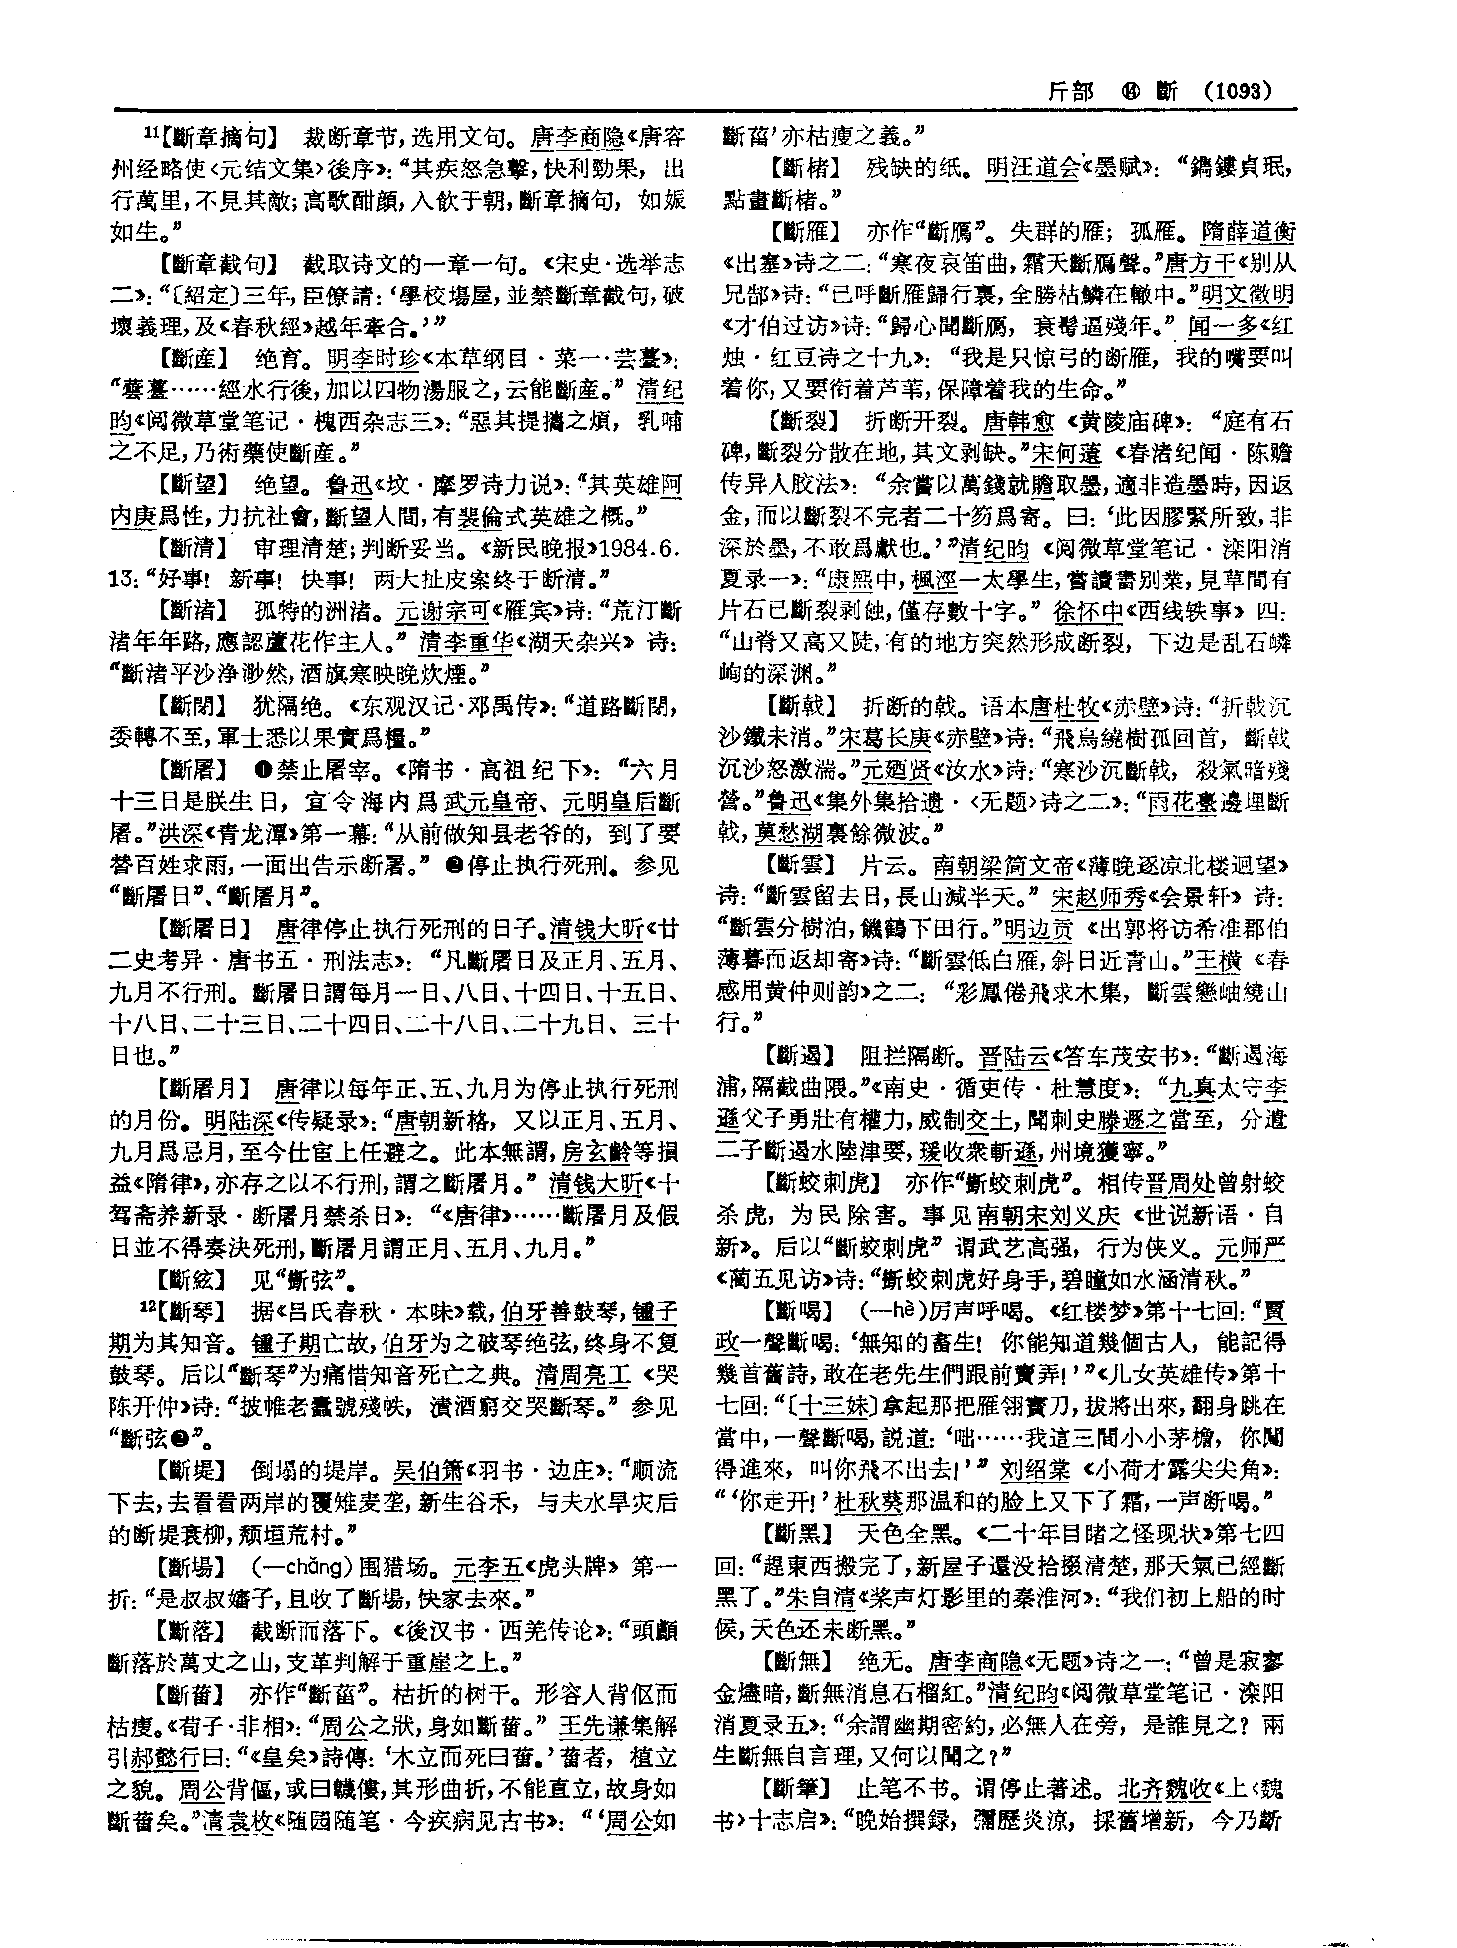 斤部 ⑭ 斷 (1093)
¹¹【斷章摘句】 裁断章节,选用文句。唐李商隐《唐容
州经略使〈元结文集〉後序》:“其疾怒急擊,快利勁果, 出
行萬里,不見其敵;高歌酣顔,入飲于朝,斷章摘句, 如娠
如生。”
【斷章截句】 截取诗文的一章一句。《宋史·选举志
二》:“〔紹定〕三年,臣僚請:‘學校場屋,並禁斷章截句,破
壞義理,及《春秋經》越年牽合。’”
【斷産】 绝育。明李时珍《本草纲目·菜一·芸薹》:
“蕓薹……經水行後,加以四物湯服之,云能斷産。” 清纪
昀《阅微草堂笔记·槐西杂志三》:“惡其提攜之煩, 乳哺
之不足,乃術藥使斷産。”
【斷望】 绝望。鲁迅《坟·摩罗诗力说》:“其英雄阿
内庚爲性,力抗社會,斷望人間,有裴倫式英雄之概。”
【斷清】 审理清楚;判断妥当。《新民晚报》1984.6.
13:“好事! 新事! 快事! 两大扯皮案终于断清。”
【斷渚】 孤特的洲渚。元谢宗可《雁宾》诗:“荒汀斷
渚年年路,應認蘆花作主人。” 清李重华《湖天杂兴》 诗:
“斷渚平沙浄渺然,酒旗寒映晚炊煙。”
【斷閉】 犹隔绝。《东观汉记·邓禹传》:“道路斷閉,
委轉不至,軍士悉以果實爲糧。”
【斷屠】 ❶禁止屠宰。《隋书·高祖纪下》: “六月
十三日是朕生日, 宜令海内爲武元皇帝、元明皇后斷
屠。”洪深《青龙潭》第一幕:“从前做知县老爷的, 到了要
替百姓求雨,一面出告示断屠。” ❷停止执行死刑。参见
“斷屠日”、“斷屠月”。
【斷屠日】 唐律停止执行死刑的日子。清钱大昕《廿
二史考异·唐书五·刑法志》: “凡斷屠日及正月、五月、
九月不行刑。斷屠日謂每月一日、八日、十四日、十五日、
十八日、二十三日、二十四日、二十八日、二十九日、 三十
日也。”
【斷屠月】 唐律以每年正、五、九月为停止执行死刑
的月份。明陆深《传疑录》:“唐朝新格, 又以正月、五月、
九月爲忌月,至今仕宦上任避之。此本無謂,房玄齡等損
益《隋律》,亦存之以不行刑,謂之斷屠月。” 清钱大昕《十
驾斋养新录·断屠月禁杀日》: “《唐律》……斷屠月及假
日並不得奏決死刑,斷屠月謂正月、五月、九月。”
【斷絃】 见“斷弦”。
¹²【斷琴】 据《吕氏春秋·本味》载,伯牙善鼓琴,锺子
期为其知音。锺子期亡故,伯牙为之破琴绝弦,终身不复
鼓琴。后以“斷琴”为痛惜知音死亡之典。清周亮工 《哭
陈开仲》诗:“披帷老蠹號殘帙, 漬酒窮交哭斷琴。” 参见
“斷弦❷”。
【斷堤】 倒塌的堤岸。吴伯箫《羽书·边庄》:“顺流
下去,去看看两岸的覆雉麦垄,新生谷禾, 与夫水旱灾后
的断堤衰柳,颓垣荒村。”
【斷場】 (—chǎng)围猎场。元李五《虎头牌》 第一
折:“是叔叔嬸子,且收了斷場,快家去來。”
【斷落】 截断而落下。《後汉书·西羌传论》:“頭顱
斷落於萬丈之山,支革判解于重崖之上。”
【斷菑】 亦作“斷葘”。枯折的树干。形容人背伛而
枯瘦。《荀子·非相》:“周公之狀,身如斷菑。” 王先谦集解
引郝懿行曰:“《皇矣》詩傳:‘木立而死曰菑。’菑者, 植立
之貌。周公背傴,或曰韈僂,其形曲折,不能直立,故身如
斷菑矣。”清袁枚《随园随笔·今疾病见古书》: “‘周公如
斷葘’亦枯瘦之義。”
【斷楮】 残缺的纸。明汪道会《墨赋》: “鐫鏤貞珉,
點畫斷楮。”
【斷雁】 亦作“斷鴈”。失群的雁; 孤雁。隋薛道衡
《出塞》诗之二:“寒夜哀笛曲,霜天斷鴈聲。”唐方干《别从
兄郜》诗:“已呼斷雁歸行裏,全勝枯鱗在轍中。”明文徵明
《才伯过访》诗:“歸心聞斷鴈, 衰鬢逼殘年。” 闻一多《红
烛·红豆诗之十九》: “我是只惊弓的断雁, 我的嘴要叫
着你,又要衔着芦苇,保障着我的生命。”
【斷裂】 折断开裂。唐韩愈 《黄陵庙碑》: “庭有石
碑,斷裂分散在地,其文剥缺。”宋何薳 《春渚纪闻·陈赡
传异人胶法》: “余嘗以萬錢就贍取墨,適非造墨時,因返
金,而以斷裂不完者二十笏爲寄。曰:‘此因膠緊所致,非
深於墨,不敢爲獻也。’”清纪昀 《阅微草堂笔记·滦阳消
夏录一》:“康熙中,楓涇一太學生,嘗讀書别業,見草間有
片石已斷裂剥蝕,僅存數十字。” 徐怀中《西线轶事》 四:
“山脊又高又陡,有的地方突然形成断裂, 下边是乱石嶙
峋的深渊。”
【斷戟】 折断的戟。语本唐杜牧《赤壁》诗:“折戟沉
沙鐵未消。”宋葛长庚《赤壁》诗:“飛烏繞樹孤回首, 斷戟
沉沙怒激湍。”元廼贤《汝水》诗:“寒沙沉斷戟, 殺氣暗殘
營。”鲁迅《集外集拾遗·〈无题〉诗之二》:“雨花臺邊埋斷
戟,莫愁湖裏餘微波。”
【斷雲】 片云。南朝梁简文帝《薄晚逐凉北楼迥望》
诗:“斷雲留去日,長山減半天。” 宋赵师秀《会景轩》 诗:
“斷雲分樹泊,饑鶴下田行。”明边贡 《出郭将访希准郡伯
薄暮而返却寄》诗:“斷雲低白雁,斜日近青山。”王横 《春
感用黄仲则韵》之二: “彩鳳倦飛求木集, 斷雲戀岫繞山
行。”
【斷遏】 阻拦隔断。晋陆云《答车茂安书》:“斷遏海
浦,隔截曲隈。”《南史·循吏传·杜慧度》: “九真太守李
遜父子勇壯有權力,威制交土,聞刺史滕遯之當至, 分遣
二子斷遏水陸津要,瑗收衆斬遜,州境獲寧。”
【斷蛟刺虎】 亦作“斵蛟刺虎”。相传晋周处曾射蛟
杀虎, 为民除害。事见南朝宋刘义庆 《世说新语·自
新》。后以“斷蛟刺虎” 谓武艺高强, 行为侠义。元师严
《蔺五见访》诗:“斵蛟刺虎好身手,碧瞳如水涵清秋。”
【斷喝】 (—hè)厉声呼喝。《红楼梦》第十七回:“賈
政一聲斷喝:‘無知的畜生! 你能知道幾個古人, 能記得
幾首舊詩,敢在老先生們跟前賣弄!’”《儿女英雄传》第十
七回:“〔十三妹〕拿起那把雁翎寶刀,拔將出來,翻身跳在
當中,一聲斷喝,説道:‘咄……我這三間小小茅檐, 你闖
得進來, 叫你飛不出去!’” 刘绍棠 《小荷才露尖尖角》:
“‘你走开!’杜秋葵那温和的脸上又下了霜,一声断喝。”
【斷黑】 天色全黑。《二十年目睹之怪现状》第七四
回:“趕東西搬完了,新屋子還没拾掇清楚,那天氣已經斷
黑了。”朱自清《桨声灯影里的秦淮河》:“我们初上船的时
候,天色还未断黑。”
【斷無】 绝无。唐李商隐《无题》诗之一:“曾是寂寥
金燼暗,斷無消息石榴紅。”清纪昀《阅微草堂笔记·滦阳
消夏录五》:“余謂幽期密約,必無人在旁, 是誰見之? 兩
生斷無自言理,又何以聞之?”
【斷筆】 止笔不书。谓停止著述。北齐魏收《上〈魏
书〉十志启》:“晚始撰録, 彌歷炎涼, 採舊增新, 今乃斷